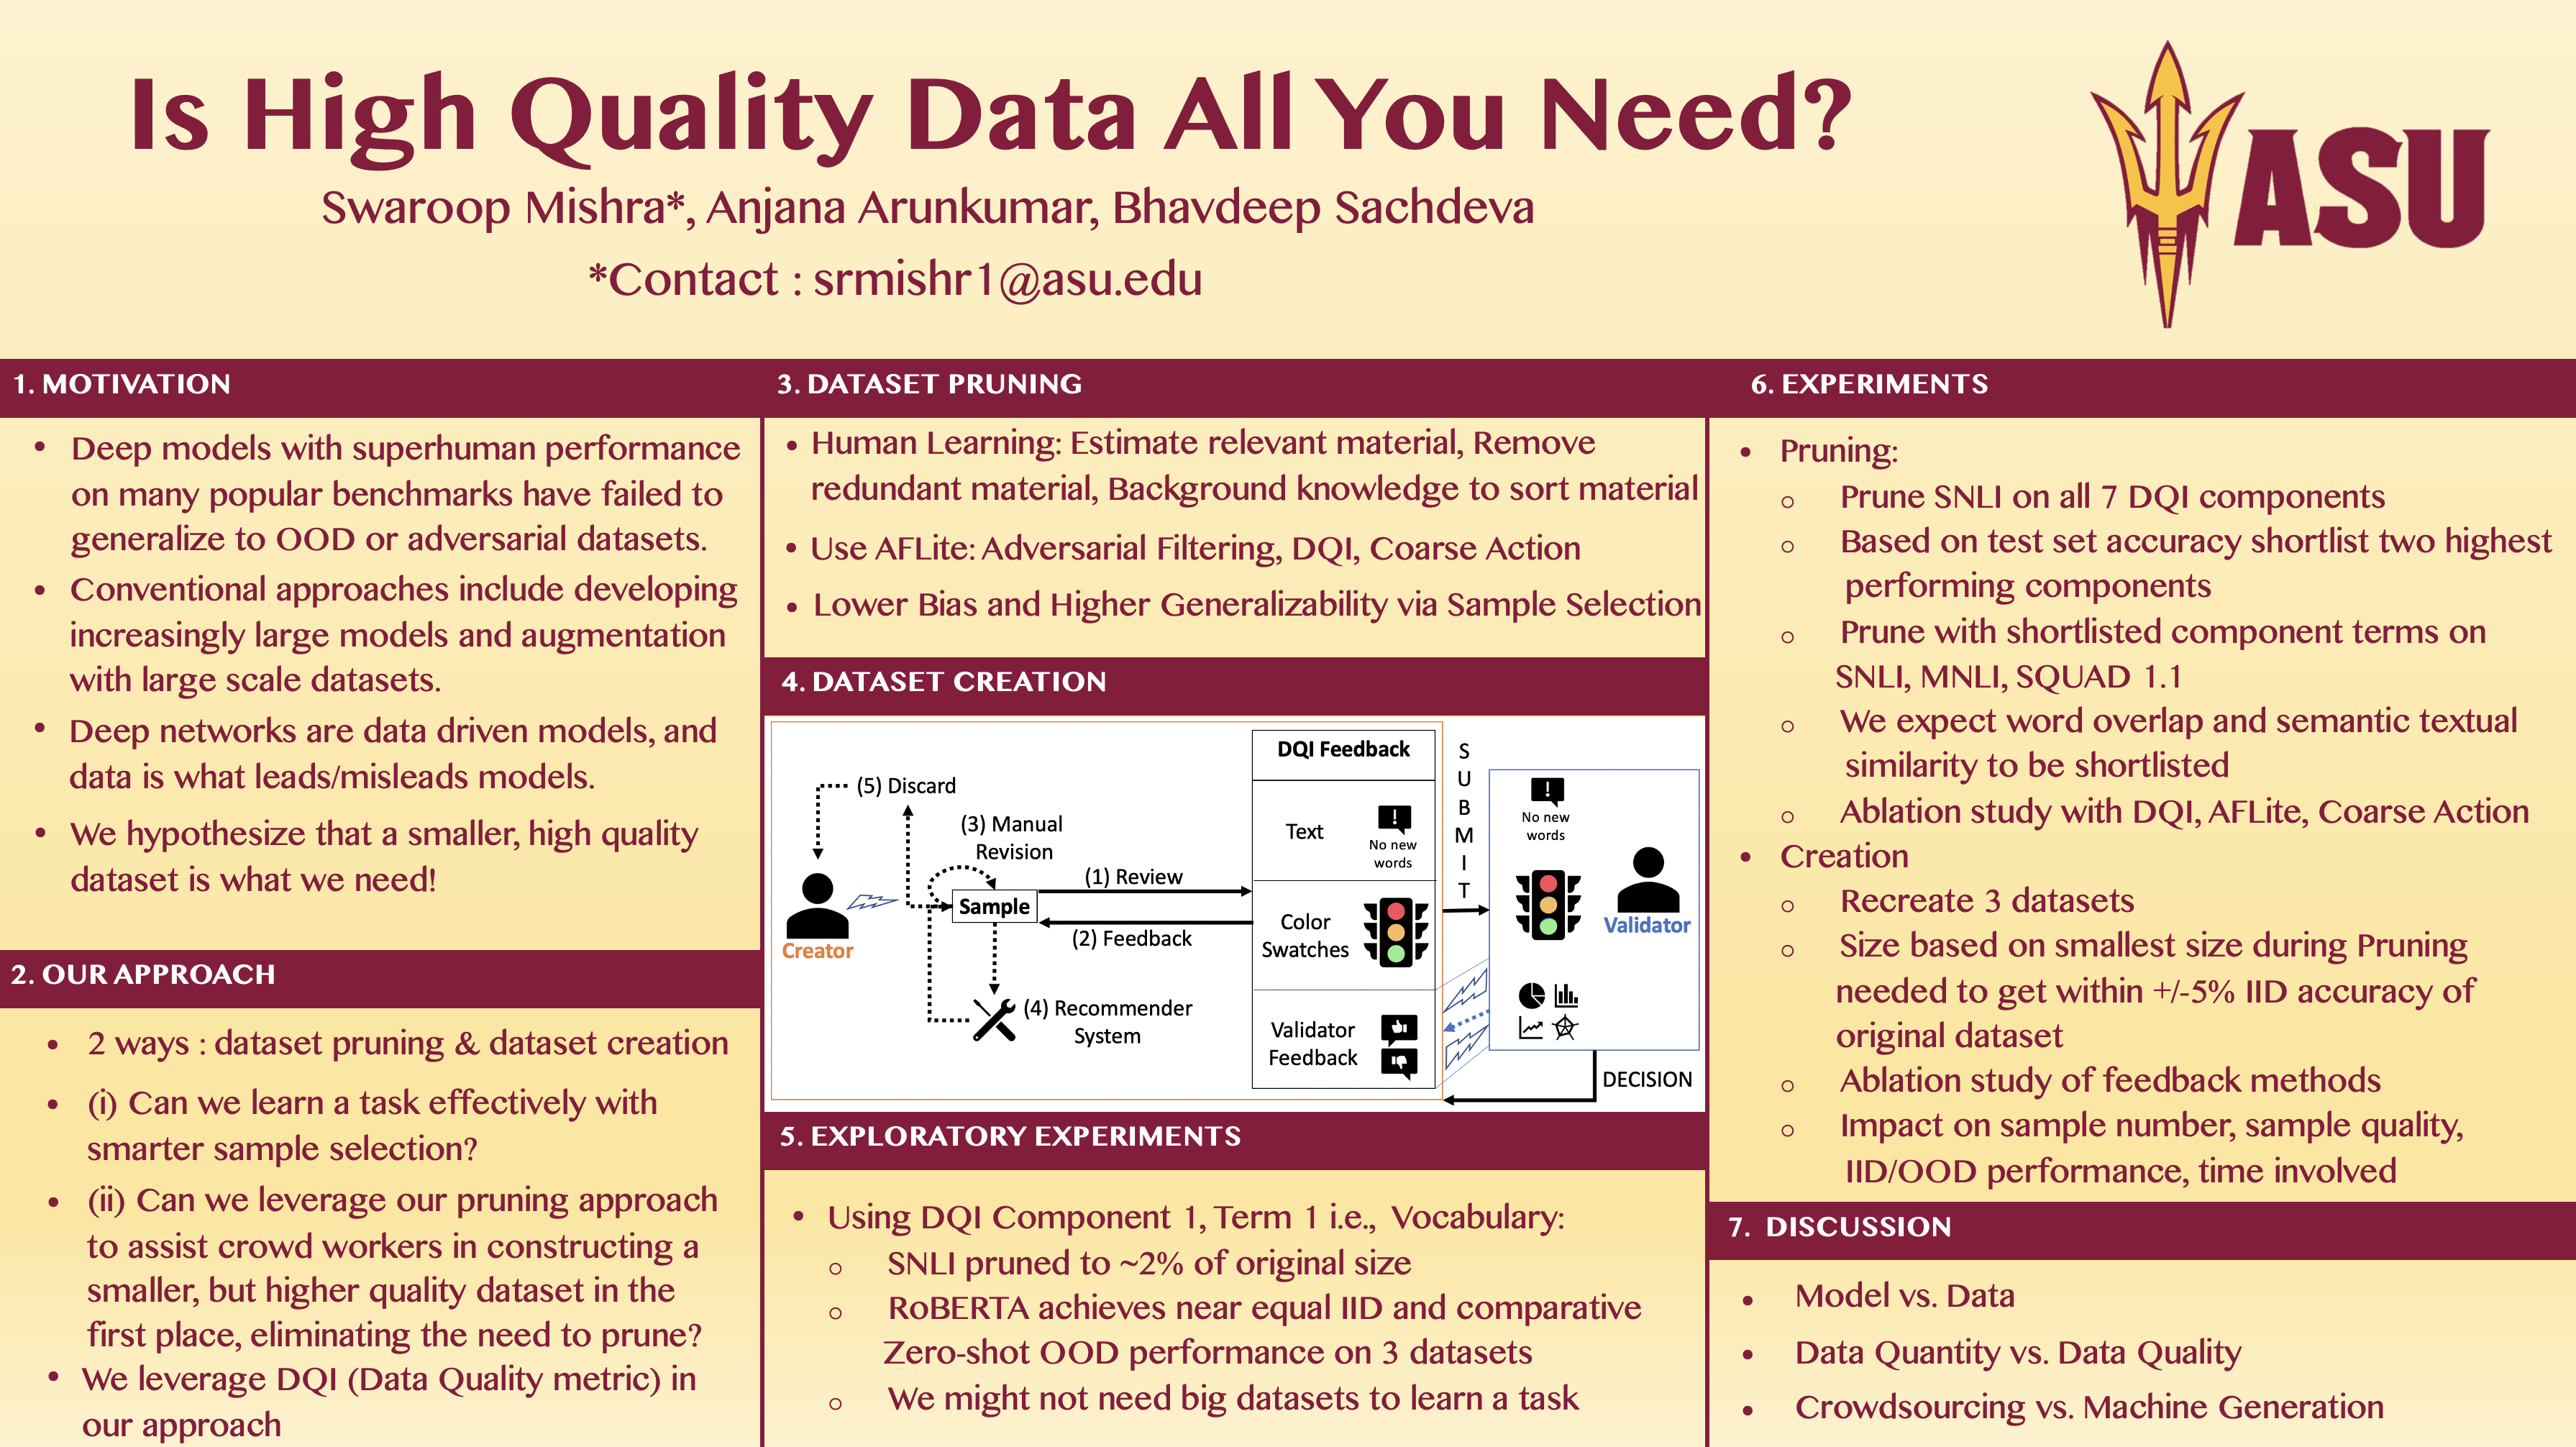 Is High Quality Data All You Need?
Swaroop Mishra*, Anjana Arunkumar, Bhavdeep Sachdeva
*Contact : srmishr1@asu.edu
ASU
1. MOTIVATION
• Deep models with superhuman performance
on many popular benchmarks have failed to
generalize to OOD or adversarial datasets.
• Conventional approaches include developing
increasingly large models and augmentation
with large scale datasets.
• Deep networks are data driven models, and
data is what leads/misleads models.
• We hypothesize that a smaller, high quality
dataset is what we need!
2. OUR APPROACH
• 2 ways : dataset pruning & dataset creation
• (i) Can we learn a task effectively with
smarter sample selection?
• (ii) Can we leverage our pruning approach
to assist crowd workers in constructing a
smaller, but higher quality dataset in the
first place, eliminating the need to prune?
• We leverage DQI (Data Quality metric) in
our approach
3. DATASET PRUNING
• Human Learning: Estimate relevant material, Remove
redundant material, Background knowledge to sort material
• Use AFLite: Adversarial Filtering, DQI, Coarse Action
• Lower Bias and Higher Generalizability via Sample Selection
4. DATASET CREATION
(5) Discard
(3) Manual
Revision
(1) Review
Sample
(2) Feedback
Creator
(4) Recommender
System
DQI Feedback
Text
!
No new
words
Color
Swatches
Validator
Feedback
SUBMIT
!
No new
words
Validator
DECISION
5. EXPLORATORY EXPERIMENTS
• Using DQI Component 1, Term 1 i.e., Vocabulary:
o SNLI pruned to ~2% of original size
o RoBERTA achieves near equal IID and comparative
Zero-shot OOD performance on 3 datasets
o We might not need big datasets to learn a task
6. EXPERIMENTS
• Pruning:
o Prune SNLI on all 7 DQI components
o Based on test set accuracy shortlist two highest
performing components
o Prune with shortlisted component terms on
SNLI, MNLI, SQUAD 1.1
o We expect word overlap and semantic textual
similarity to be shortlisted
o Ablation study with DQI, AFLite, Coarse Action
• Creation
o Recreate 3 datasets
o Size based on smallest size during Pruning
needed to get within +/-5% IID accuracy of
original dataset
o Ablation study of feedback methods
o Impact on sample number, sample quality,
IID/OOD performance, time involved
7. DISCUSSION
• Model vs. Data
• Data Quantity vs. Data Quality
• Crowdsourcing vs. Machine Generation